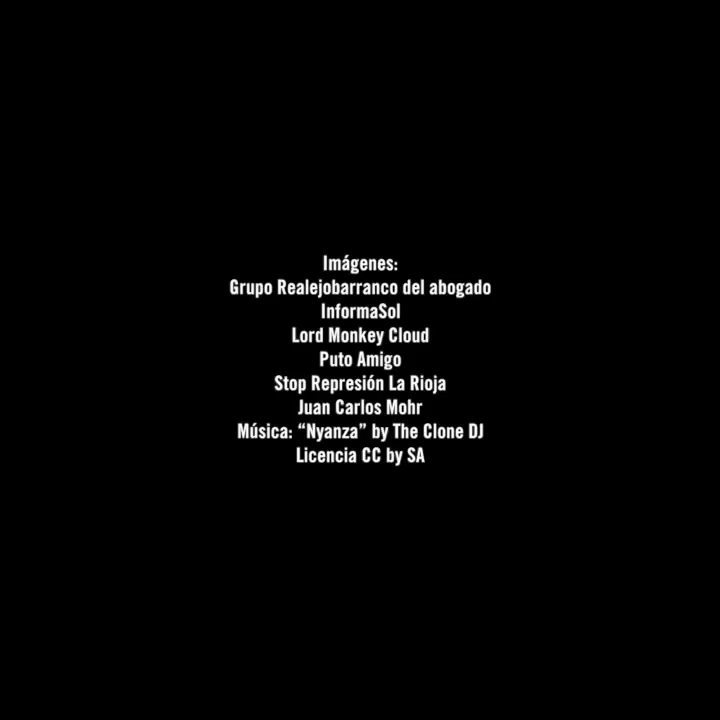 Imágenes:
Grupo Realejobarranco del abogado
InformaSol
Lord Monkey Cloud
Puto Amigo
Stop Represión La Rioja
Juan Carlos Mohr
Música: “Nyanza” by The Clone DJ
Licencia CC by SA